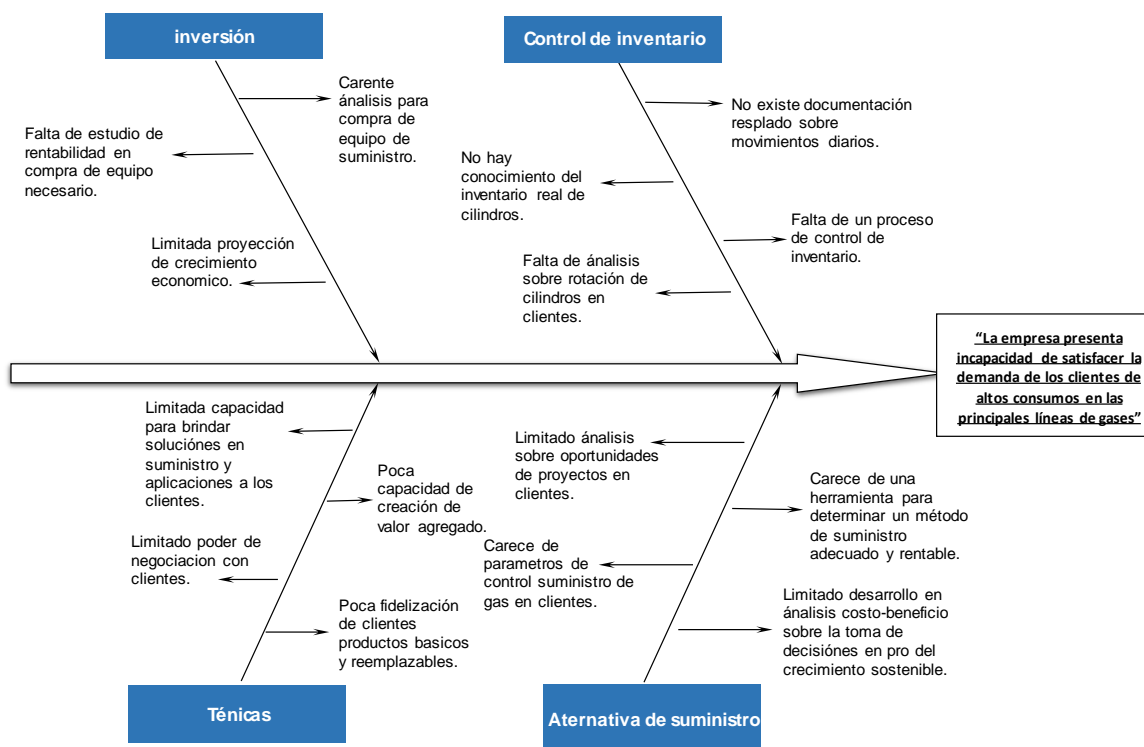 inversión
Control de inventario
Carente
ánalisis para
compra de
equipo de
suministro.
Falta de estudio de
rentabilidad en
compra de equipo
necesario.
Limitada proyección
de crecimiento
economico.
No existe documentación
resplado sobre
movimientos diarios.
No hay
conocimiento del
inventario real de
cilindros.
Falta de un proceso
de control de
inventario.
Falta de ánalisis
sobre rotación de
cilindros en
clientes.
“La empresa presenta
incapacidad de satisfacer la
demanda de los clientes de
altos consumos en las
principales líneas de gases”
Limitada capacidad
para brindar
soluciónes en
suministro y
aplicaciones a los
clientes.
Poca
capacidad de
creación de
valor agregado.
Limitado poder de
negociacion con
clientes.
Poca fidelización
de clientes
productos basicos
y reemplazables.
Limitado ánalisis
sobre oportunidades
de proyectos en
clientes.
Carece de una
herramienta para
determinar un método
de suministro
adecuado y rentable.
Carece de
parametros de
control suministro de
gas en clientes.
Limitado desarrollo en
ánalisis costo-beneficio
sobre la toma de
decisiónes en pro del
crecimiento sostenible.
Ténicas
Aternativa de suministro